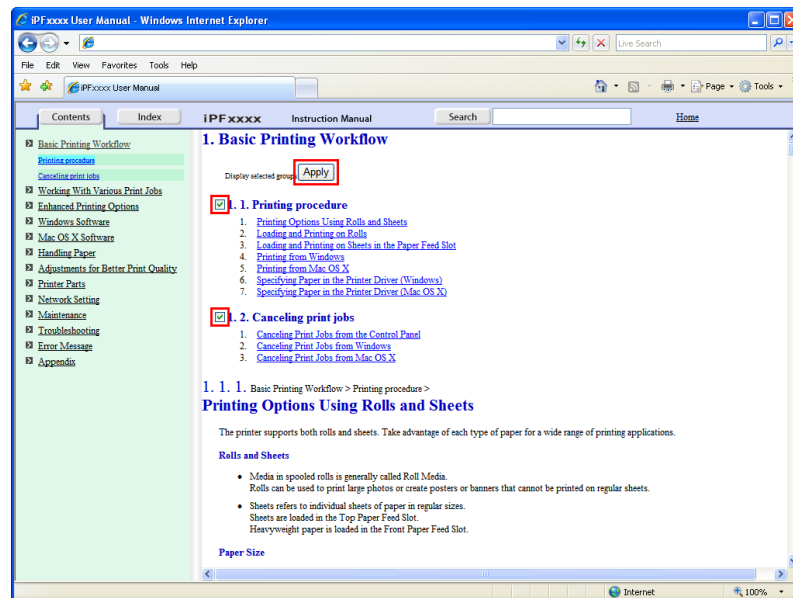 iPFxxxx User Manual - Windows Internet Explorer
Live Search
File Edit View Favorites Tools Help
iPFxxxx User Manual
Page Tools
Contents Index iPFxxxx Instruction Manual Search Home
Basic Printing Workflow
Printing procedure
Canceling print jobs
Working With Various Print Jobs
Enhanced Printing Options
Windows Software
Mac OS X Software
Handling Paper
Adjustments for Better Print Quality
Printer Parts
Network Setting
Maintenance
Troubleshooting
Error Message
Appendix
1. Basic Printing Workflow
Display selected groups Apply
1. 1. Printing procedure
1. Printing Options Using Rolls and Sheets
2. Loading and Printing on Rolls
3. Loading and Printing on Sheets in the Paper Feed Slot
4. Printing from Windows
5. Printing from Mac OS X
6. Specifying Paper in the Printer Driver (Windows)
7. Specifying Paper in the Printer Driver (Mac OS X)
1. 2. Canceling print jobs
1. Canceling Print Jobs from the Control Panel
2. Canceling Print Jobs from Windows
3. Canceling Print Jobs from Mac OS X
1. 1. 1. Basic Printing Workflow > Printing procedure >
Printing Options Using Rolls and Sheets
The printer supports both rolls and sheets. Take advantage of each type of paper for a wide range of printing applications.
Rolls and Sheets
• Media in spooled rolls is generally called Roll Media.
Rolls can be used to print large photos or create posters or banners that cannot be printed on regular sheets.
• Sheets refers to individual sheets of paper in regular sizes.
Sheets are loaded in the Top Paper Feed Slot.
Heavyweight paper is loaded in the Front Paper Feed Slot.
Paper Size
Internet 100%